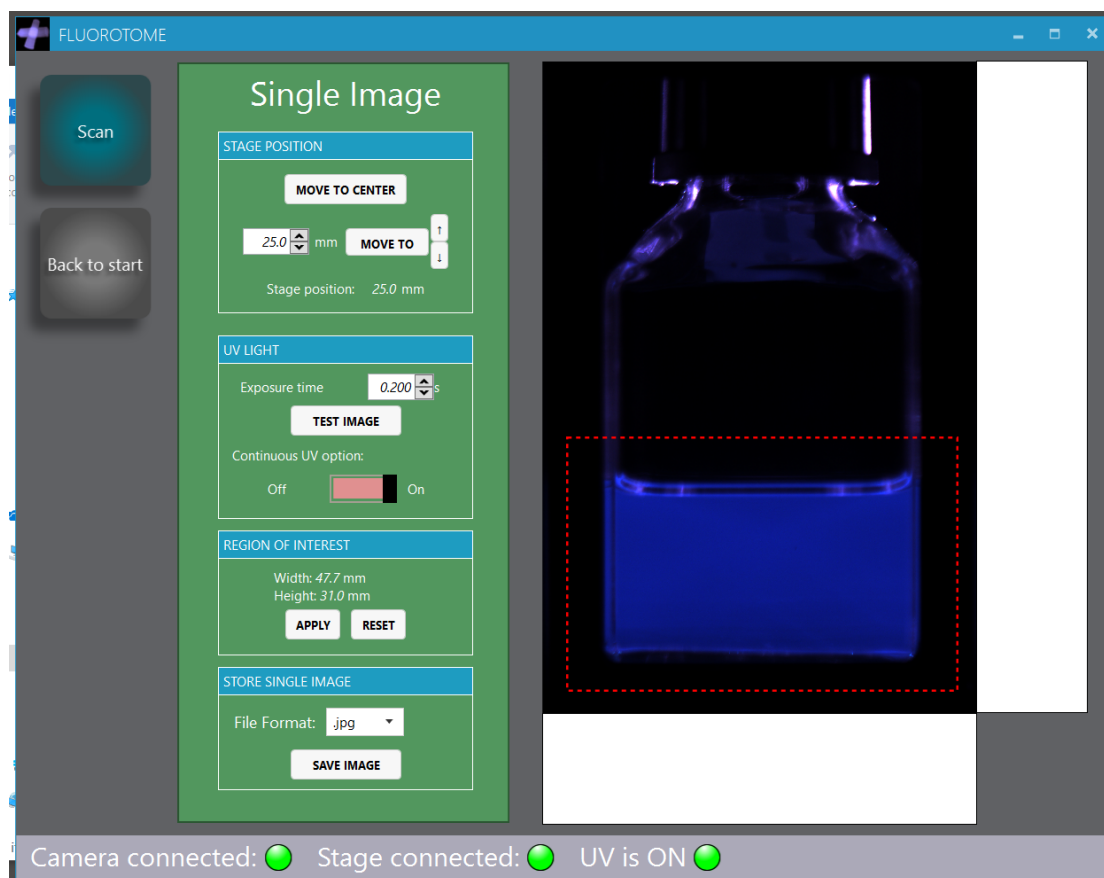 FLUOROTOME
Scan
Back to start
Single Image
STAGE POSITION
MOVE TO CENTER
25.0 mm MOVE TO ↑ ↓
Stage position: 25.0 mm
UV LIGHT
Exposure time 0.200 s
TEST IMAGE
Continuous UV option:
Off On
REGION OF INTEREST
Width: 47.7 mm
Height: 31.0 mm
APPLY RESET
STORE SINGLE IMAGE
File Format: .jpg
SAVE IMAGE
Camera connected: Stage connected: UV is ON